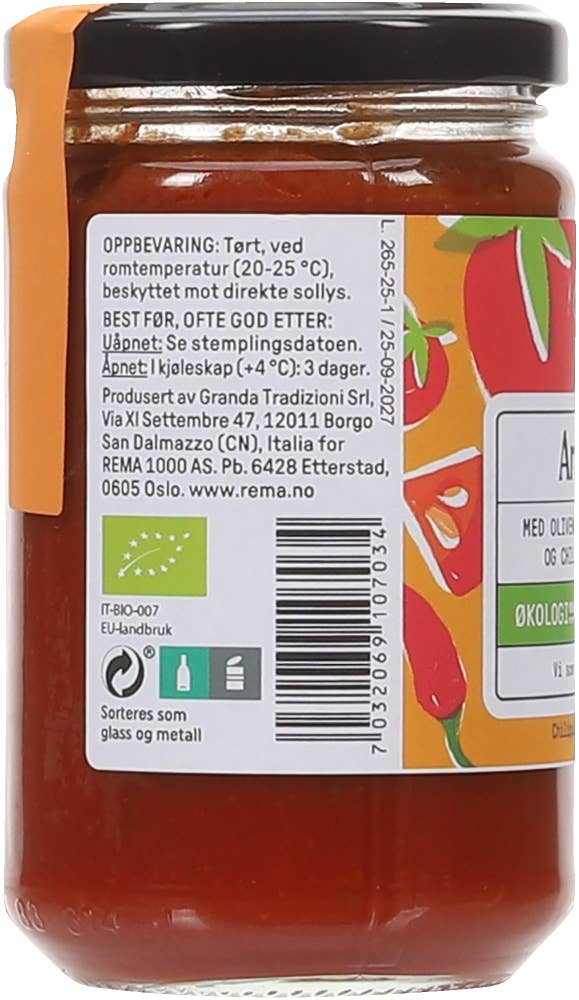 OPPBEVARING: Tørt, ved
romtemperatur (20-25 °C),
beskyttet mot direkte sollys.
BEST FØR, OFTE GOD ETTER:
Uåpnet: Se stemplingsdatoen.
Åpnet: I kjøleskap (+4 °C): 3 dager.
Produsert av Granda Tradizioni Srl,
Via XI Settembre 47, 12011 Borgo
San Dalmazzo (CN), Italia for
REMA 1000 AS. Pb. 6428 Etterstad,
0605 Oslo. www.rema.no
L. 265-25-1 / 25-09-2027
IT-BIO-007
EU-landbruk
®
Sorteres som
glass og metall
7 032069 107034
MED
OG